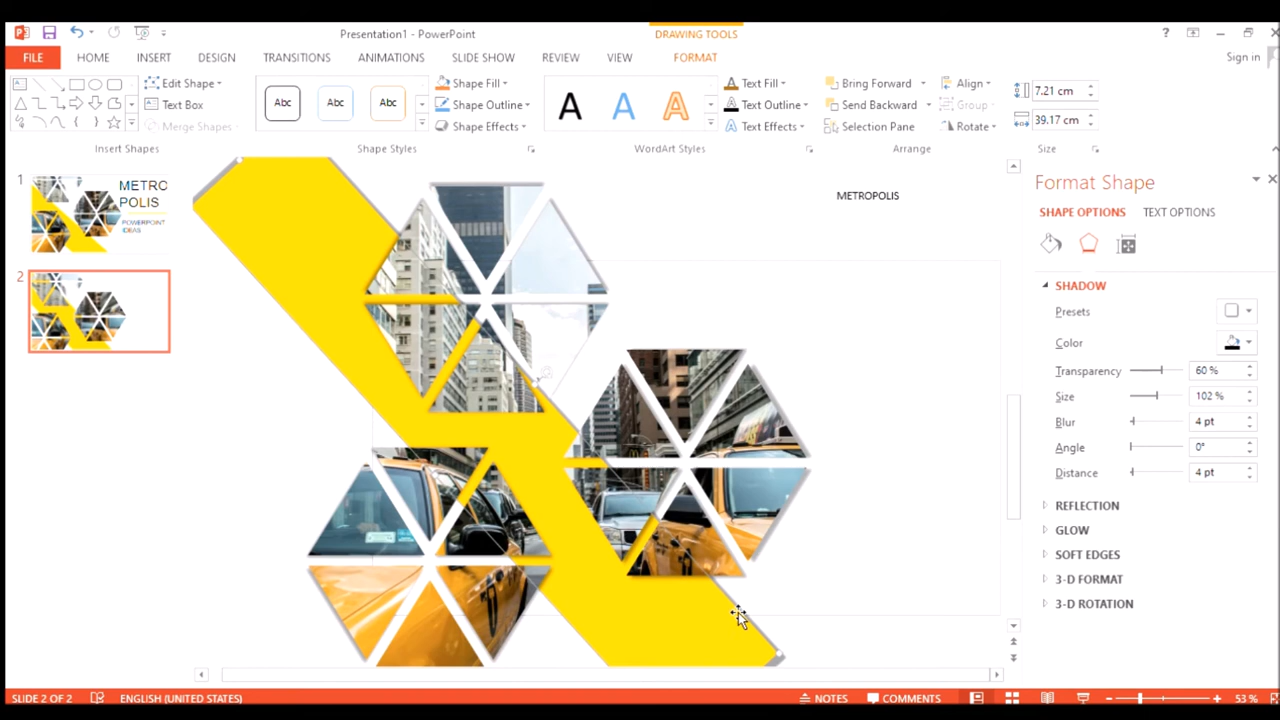 Presentation1 - PowerPoint
DRAWING TOOLS
?
FILE
HOME
INSERT
DESIGN
TRANSITIONS
ANIMATIONS
SLIDE SHOW
REVIEW
VIEW
FORMAT
Sign in
Edit Shape
Text Box
Merge Shapes
Insert Shapes
Abc
Abc
Abc
Shape Fill
Shape Outline
Shape Effects
Shape Styles
A
A
A
Text Fill
Text Outline
Text Effects
WordArt Styles
Bring Forward
Send Backward
Selection Pane
Align
Group
Rotate
Arrange
7.21 cm
39.17 cm
Size
1
METRO
POLIS
POWERPOINT
IDEAS
2
METROPOLIS
Format Shape
SHAPE OPTIONS
TEXT OPTIONS
SHADOW
Presets
Color
Transparency
60 %
Size
102 %
Blur
4 pt
Angle
0°
Distance
4 pt
REFLECTION
GLOW
SOFT EDGES
3-D FORMAT
3-D ROTATION
SLIDE 2 OF 2
ENGLISH (UNITED STATES)
NOTES
COMMENTS
53 %